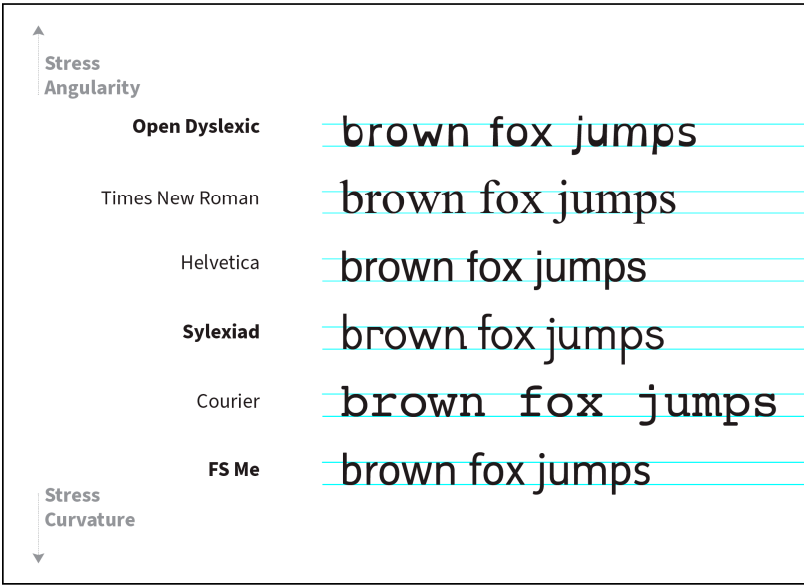 Stress
Angularity
Open Dyslexic brown fox jumps
Times New Roman brown fox jumps
Helvetica brown fox jumps
Sylexiad brown fox jumps
Courier brown fox jumps
FS Me brown fox jumps
Stress
Curvature